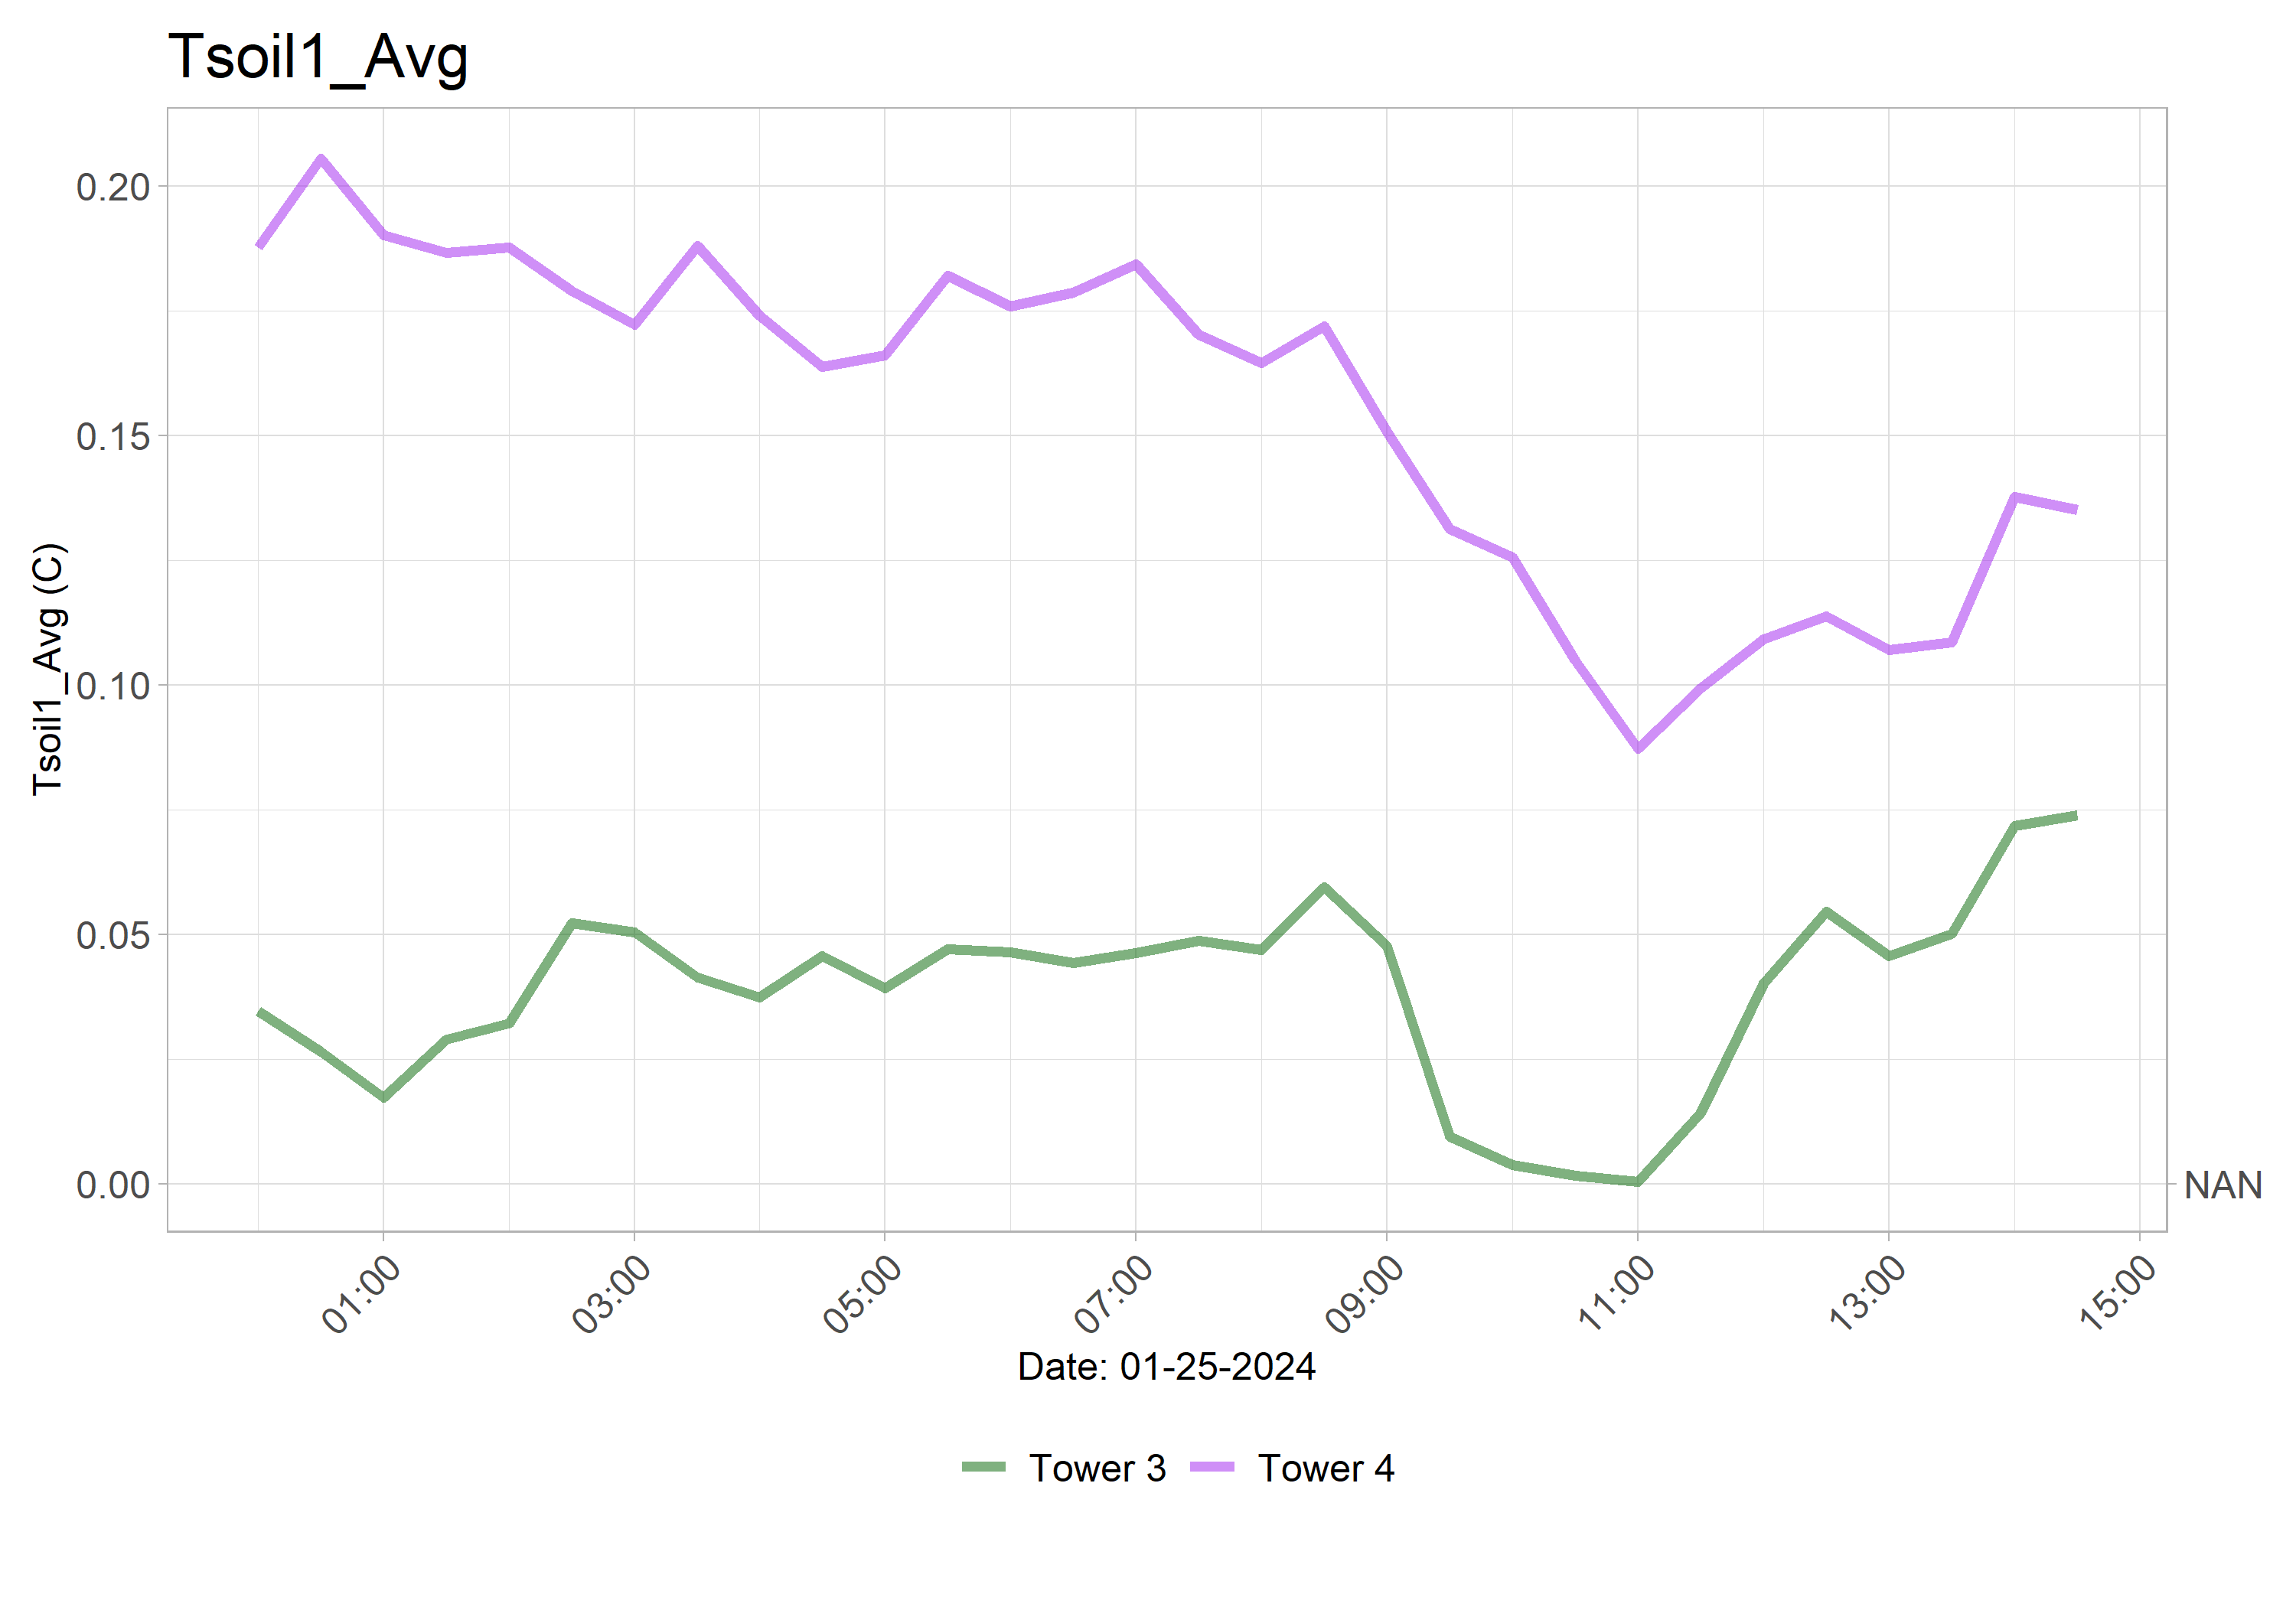 Tsoil1_Avg
Tsoil1_Avg (C)
0.20
0.15
0.10
0.05
0.00
NAN
01:00
03:00
05:00
07:00
09:00
11:00
13:00
15:00
Date: 01-25-2024
Tower 3
Tower 4